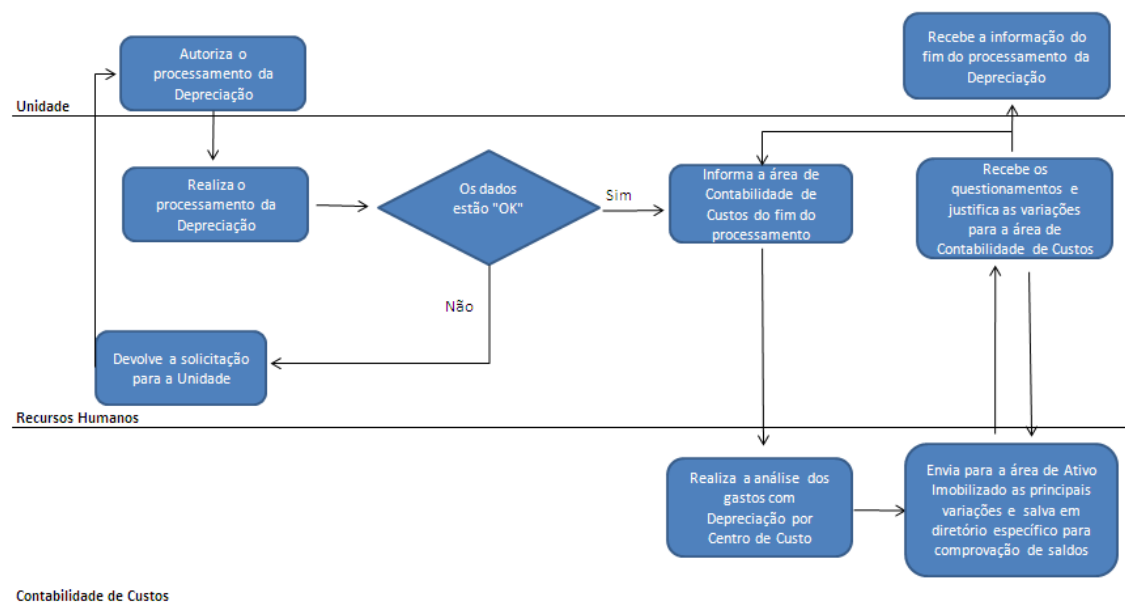 Autoriza o
processamento da
Depreciação
Recebe a informação do
fim do processamento da
Depreciação
Unidade
Realiza o
processamento da
Depreciação
Os dados
estão "OK"
Sim
Informa a área de
Contabilidade de
Custos do fim do
processamento
Recebe os
questionamentos e
justifica as variações
para a área de
Contabilidade de Custos
Não
Devolve a solicitação
para a Unidade
Recursos Humanos
Realiza a análise dos
gastos com
Depreciação por
Centro de Custo
Envia para a área de Ativo
Imobilizado as principais
variações e salva em
diretório específico para
comprovação de saldos
Contabilidade de Custos